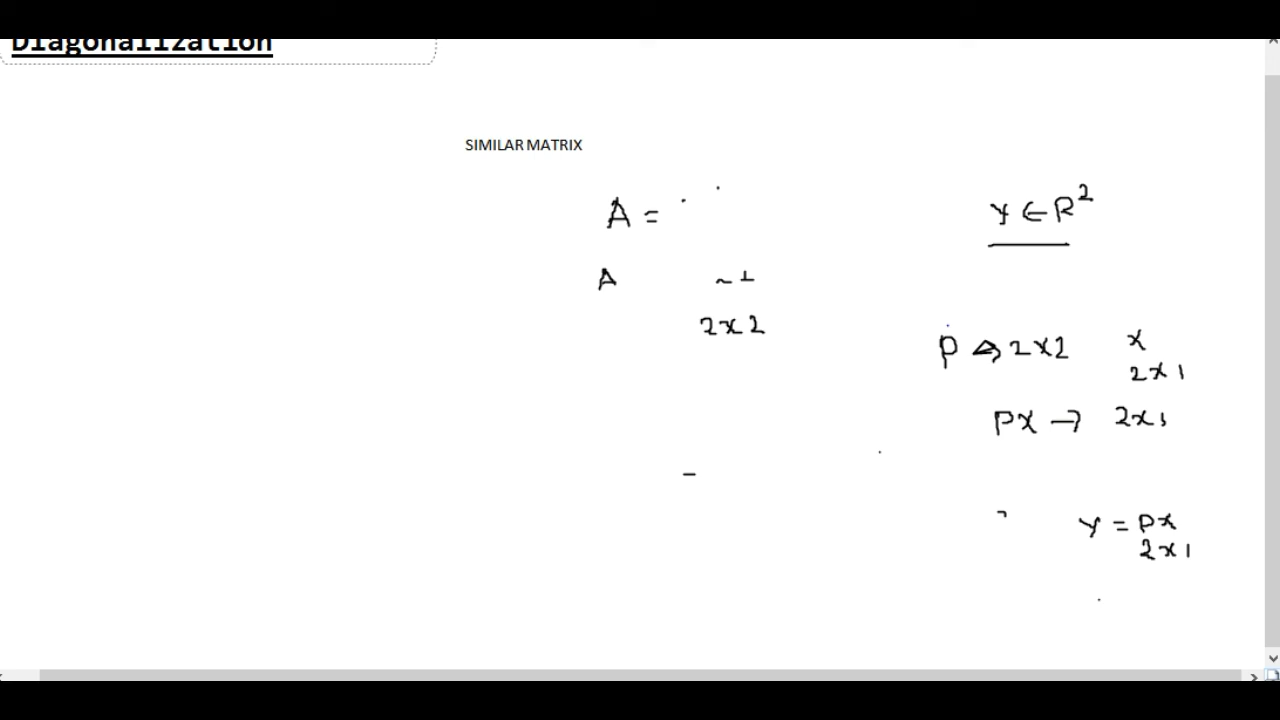 Diagonalization
SIMILAR MATRIX
A =
y ∈ R²
A
2x2
P → 2x2
x
2x1
Px → 2x1
y = Px
2x1